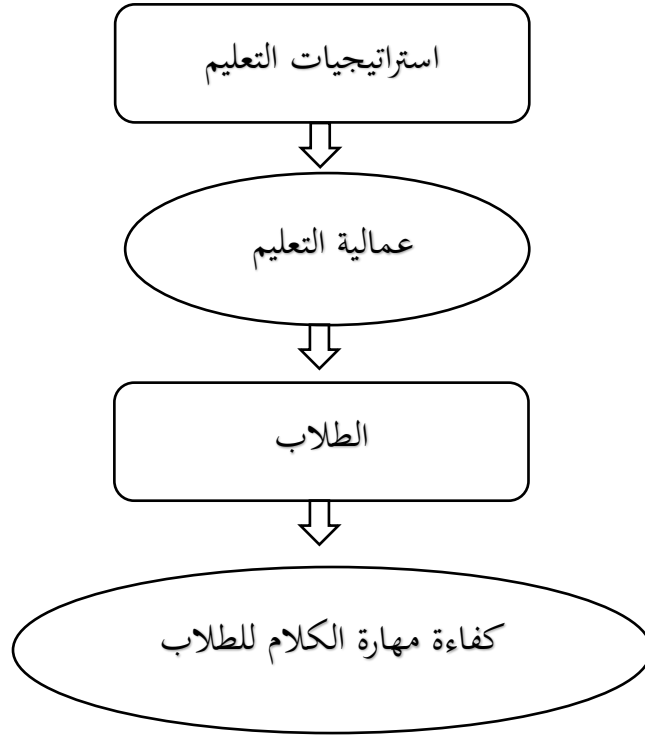 استراتيجيات التعليم
عمالية التعليم
الطلاب
كفاءة مهارة الكلام للطلاب